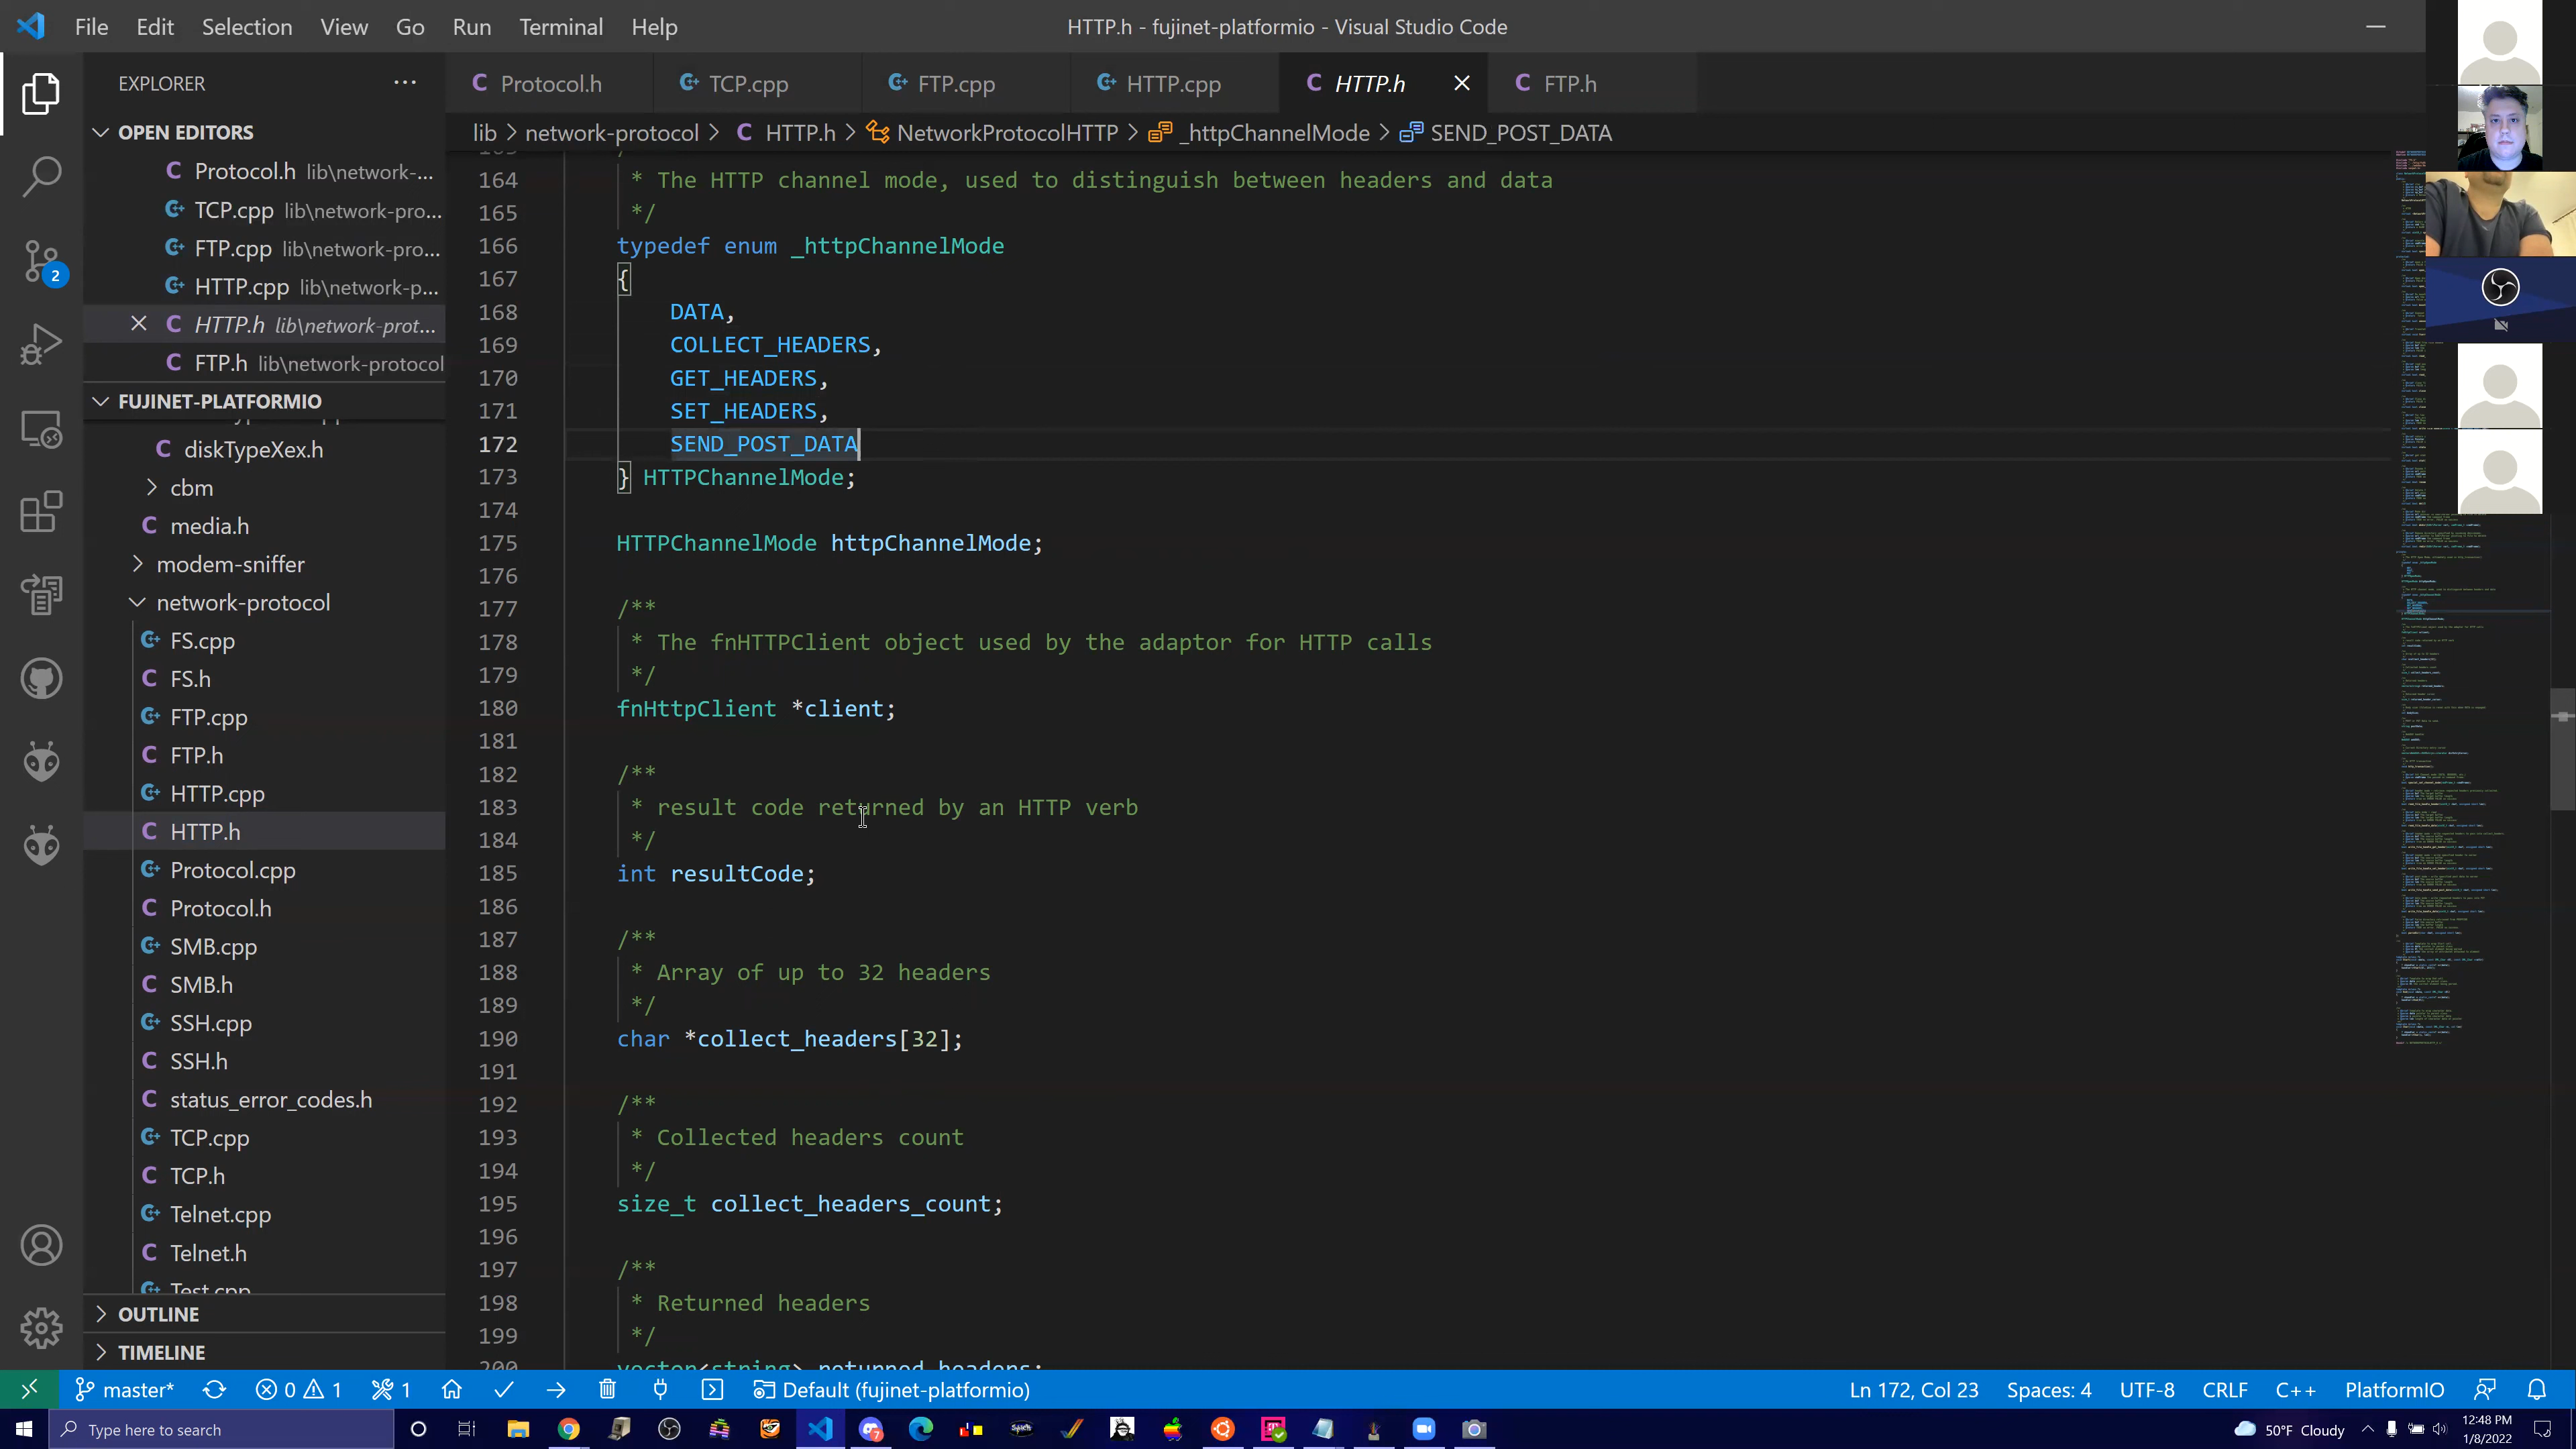 File Edit Selection View Go Run Terminal Help
HTTP.h - fujinet-platformio - Visual Studio Code
EXPLORER
OPEN EDITORS
Protocol.h lib\network-...
TCP.cpp lib\network-pro...
FTP.cpp lib\network-pro...
HTTP.cpp lib\network-p...
HTTP.h lib\network-prot...
FTP.h lib\network-protocol
FUJINET-PLATFORMIO
diskTypeXex.h
cbm
media.h
modem-sniffer
network-protocol
FS.cpp
FS.h
FTP.cpp
FTP.h
HTTP.cpp
HTTP.h
Protocol.cpp
Protocol.h
SMB.cpp
SMB.h
SSH.cpp
SSH.h
status_error_codes.h
TCP.cpp
TCP.h
Telnet.cpp
Telnet.h
Test.cpp
OUTLINE
TIMELINE
2
Protocol.h TCP.cpp FTP.cpp HTTP.cpp HTTP.h FTP.h
lib > network-protocol > C HTTP.h > NetworkProtocolHTTP > _httpChannelMode > SEND_POST_DATA
164 * The HTTP channel mode, used to distinguish between headers and data
165 */
166 typedef enum _httpChannelMode
167 {
168 DATA,
169 COLLECT_HEADERS,
170 GET_HEADERS,
171 SET_HEADERS,
172 SEND_POST_DATA
173 } HTTPChannelMode;
174
175 HTTPChannelMode httpChannelMode;
176
177 /**
178 * The fnHTTPClient object used by the adaptor for HTTP calls
179 */
180 fnHttpClient *client;
181
182 /**
183 * result code returned by an HTTP verb
184 */
185 int resultCode;
186
187 /**
188 * Array of up to 32 headers
189 */
190 char *collect_headers[32];
191
192 /**
193 * Collected headers count
194 */
195 size_t collect_headers_count;
196
197 /**
198 * Returned headers
199 */
200 vector<string> returned_headers;
master* 0 1 1 Default (fujinet-platformio) Ln 172, Col 23 Spaces: 4 UTF-8 CRLF C++ PlatformIO
Type here to search
50°F Cloudy
12:48 PM
1/8/2022